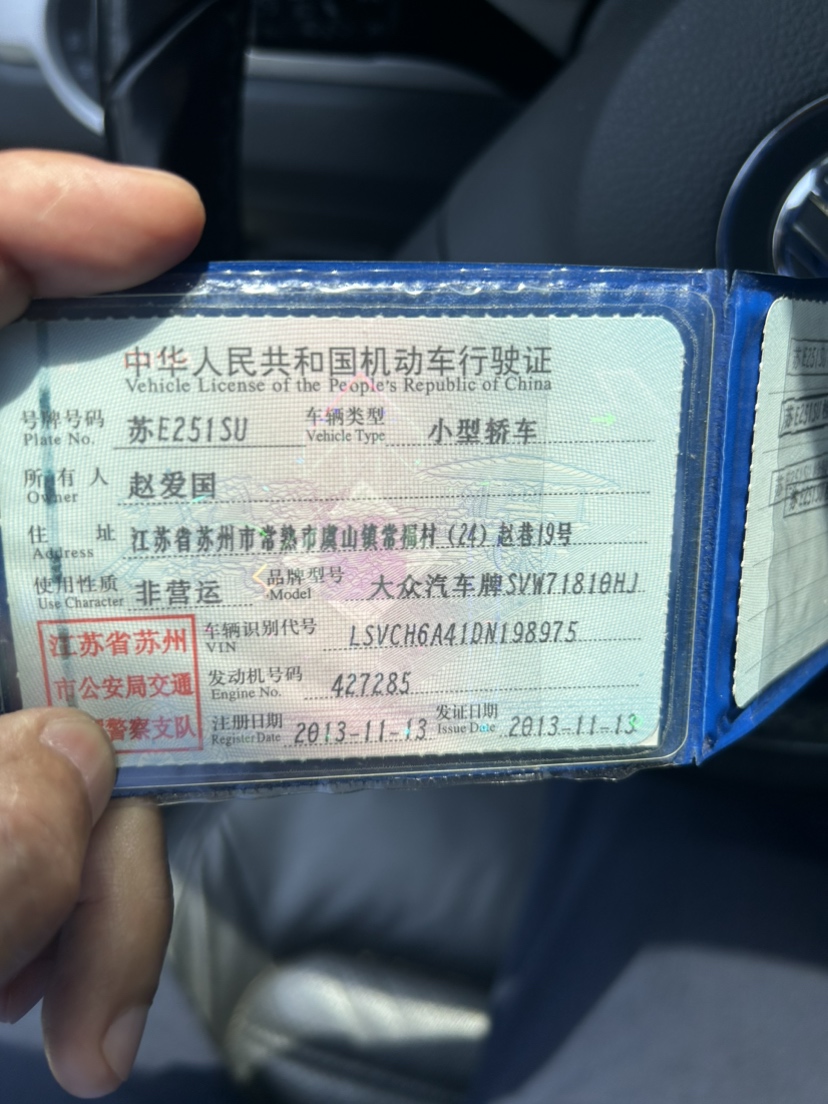 中华人民共和国机动车行驶证
Vehicle License of the People's Republic of China
号牌号码 苏E251SU 车辆类型 小型轿车
Plate No. Vehicle Type
所有人 赵爱国
Owner
住址 江苏省苏州市常熟市虞山镇常福村(24)赵巷19号
Address
使用性质 非营运 品牌型号 大众汽车牌SVW71810HJ
Use Character Model
江苏省苏州 车辆识别代号 LSVCH6A41DN198975
VIN
市公安局交通 发动机号码 427285
Engine No.
警察支队 注册日期 2013-11-13 发证日期 2013-11-13
Register Date Issue Date